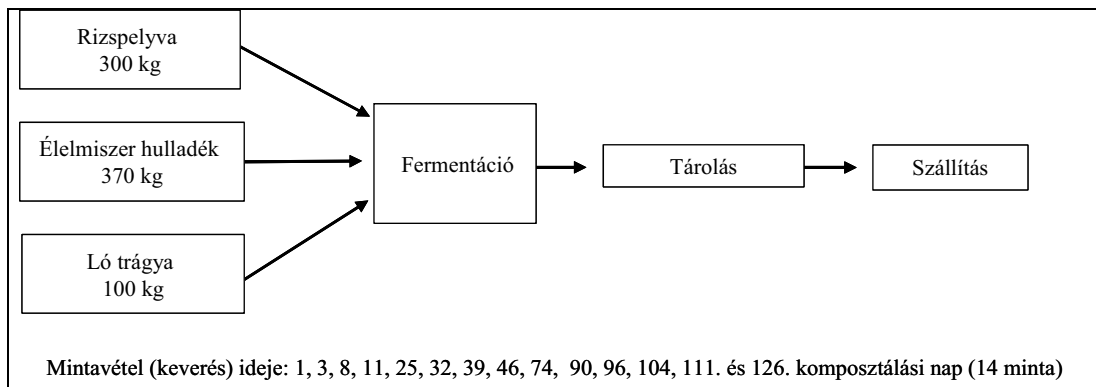 Rizspelyva
300 kg
Élelmiszer hulladék
370 kg
Ló trágya
100 kg
Fermentáció
Tárolás
Szállítás
Mintavétel (keverés) ideje: 1, 3, 8, 11, 25, 32, 39, 46, 74, 90, 96, 104, 111. és 126. komposztálási nap (14 minta)